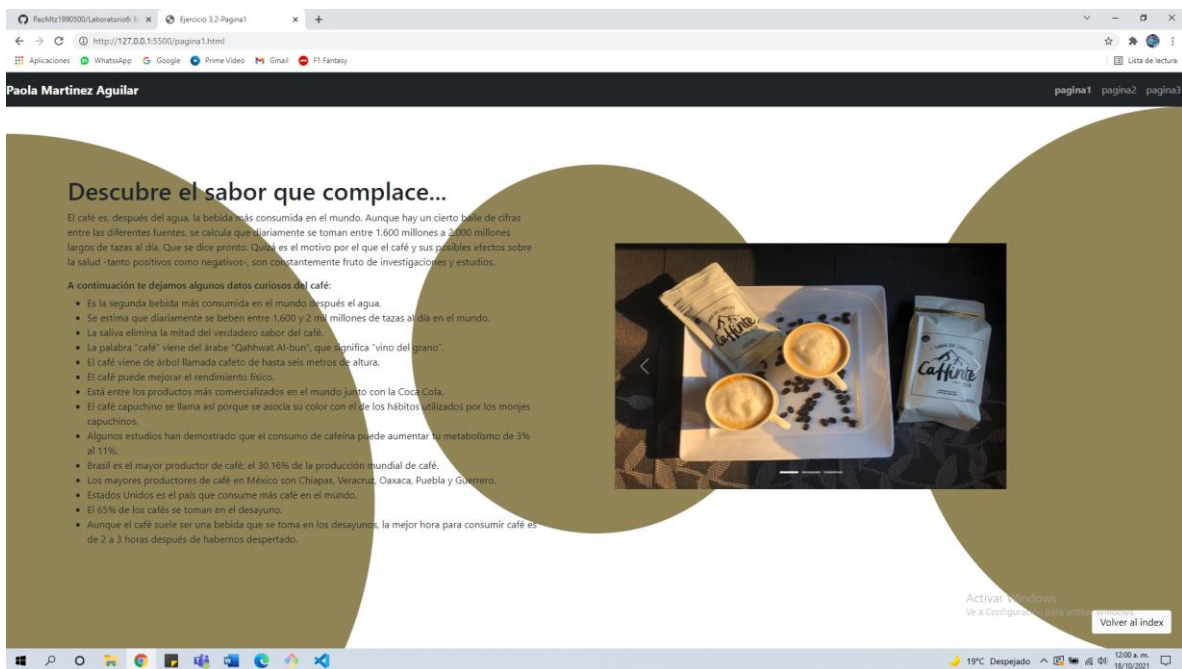 PaoMtz1990500/Laboratorio6: E
Ejercicio 3.2-Pagina1
http://127.0.0.1:5500/pagina1.html
Aplicaciones WhatssApp Google Prime Video Gmail F1 Fantasy Lista de lectura
Paola Martinez Aguilar
pagina1 pagina2 pagina3
Descubre el sabor que complace...
El café es, después del agua, la bebida más consumida en el mundo. Aunque hay un cierto baile de cifras
entre las diferentes fuentes, se calcula que diariamente se toman entre 1.600 millones a 2.000 millones
largos de tazas al día. Que se dice pronto. Quizá es el motivo por el que el café y sus posibles efectos sobre
la salud -tanto positivos como negativos-, son constantemente fruto de investigaciones y estudios.
A continuación te dejamos algunos datos curiosos del café:
Es la segunda bebida más consumida en el mundo después el agua.
Se estima que diariamente se beben entre 1,600 y 2 mil millones de tazas al día en el mundo.
La saliva elimina la mitad del verdadero sabor del café.
La palabra "café" viene del árabe "Qahhwat Al-bun", que significa "vino del grano".
El café viene de árbol llamada cafeto de hasta seis metros de altura.
El café puede mejorar el rendimiento físico.
Está entre los productos más comercializados en el mundo junto con la Coca Cola.
El café capuchino se llama así porque se asocia su color con el de los hábitos utilizados por los monjes
capuchinos.
Algunos estudios han demostrado que el consumo de cafeína puede aumentar tu metabolismo de 3%
al 11%.
Brasil es el mayor productor de café; el 30,16% de la producción mundial de café.
Los mayores productores de café en México son Chiapas, Veracruz, Oaxaca, Puebla y Guerrero.
Estados Unidos es el país que consume más café en el mundo.
El 65% de los cafés se toman en el desayuno.
Aunque el café suele ser una bebida que se toma en los desayunos, la mejor hora para consumir café es
de 2 a 3 horas después de habernos despertado.
Caffinte
Caffinte
Activar Windows
Ve a Configuración para activar Windows.
Volver al index
19°C Despejado
12:00 a. m.
18/10/2021